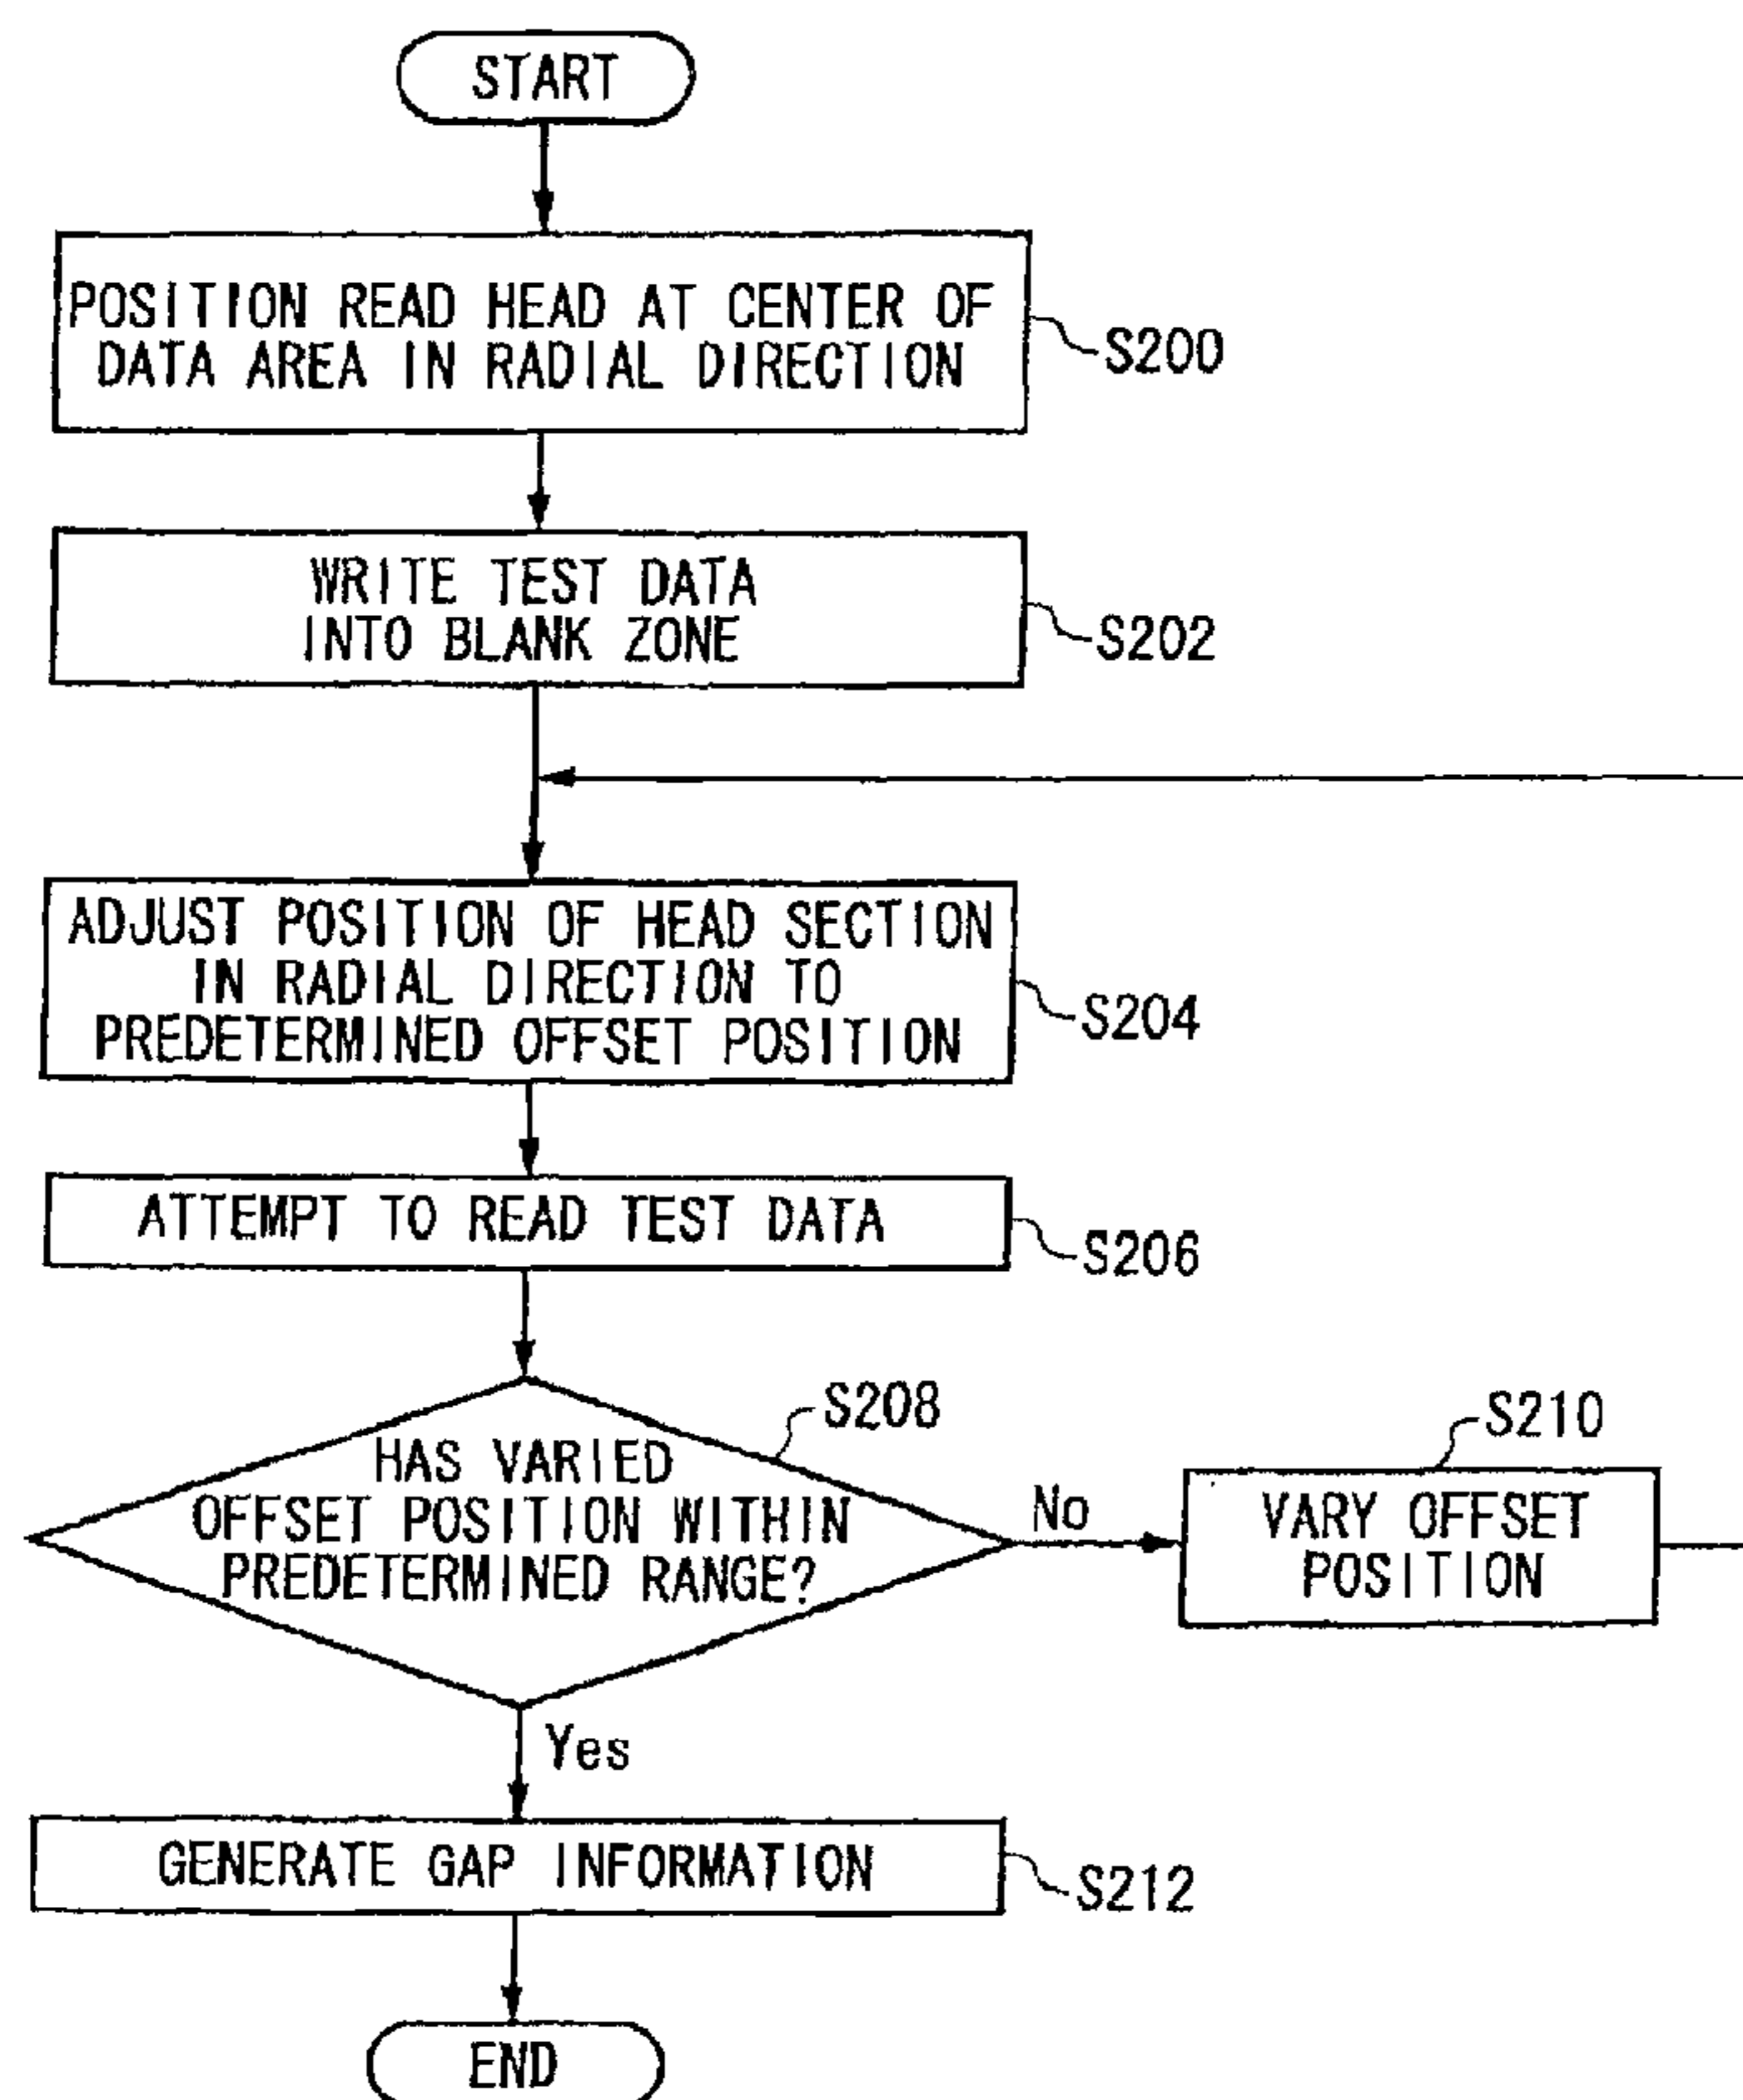 START
POSITION READ HEAD AT CENTER OF
DATA AREA IN RADIAL DIRECTION
S200
WRITE TEST DATA
INTO BLANK ZONE
S202
ADJUST POSITION OF HEAD SECTION
IN RADIAL DIRECTION TO
PREDETERMINED OFFSET POSITION
S204
ATTEMPT TO READ TEST DATA
S206
S208
HAS VARIED
OFFSET POSITION WITHIN
PREDETERMINED RANGE?
No
S210
VARY OFFSET
POSITION
Yes
GENERATE GAP INFORMATION
S212
END